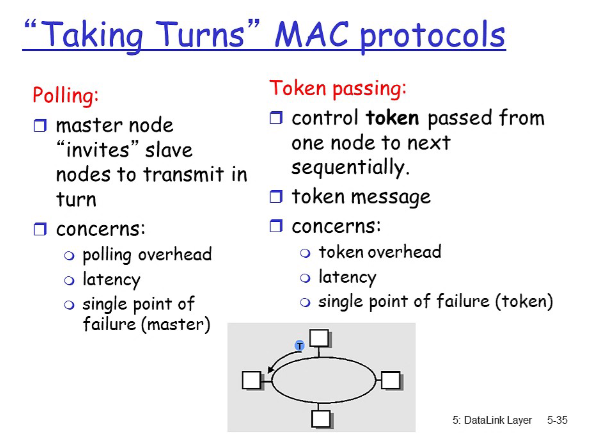 “Taking Turns” MAC protocols
Polling:
master node
“invites” slave
nodes to transmit in
turn
concerns:
polling overhead
latency
single point of
failure (master)
Token passing:
control token passed from
one node to next
sequentially.
token message
concerns:
token overhead
latency
single point of failure (token)
T
5: DataLink Layer 5-35